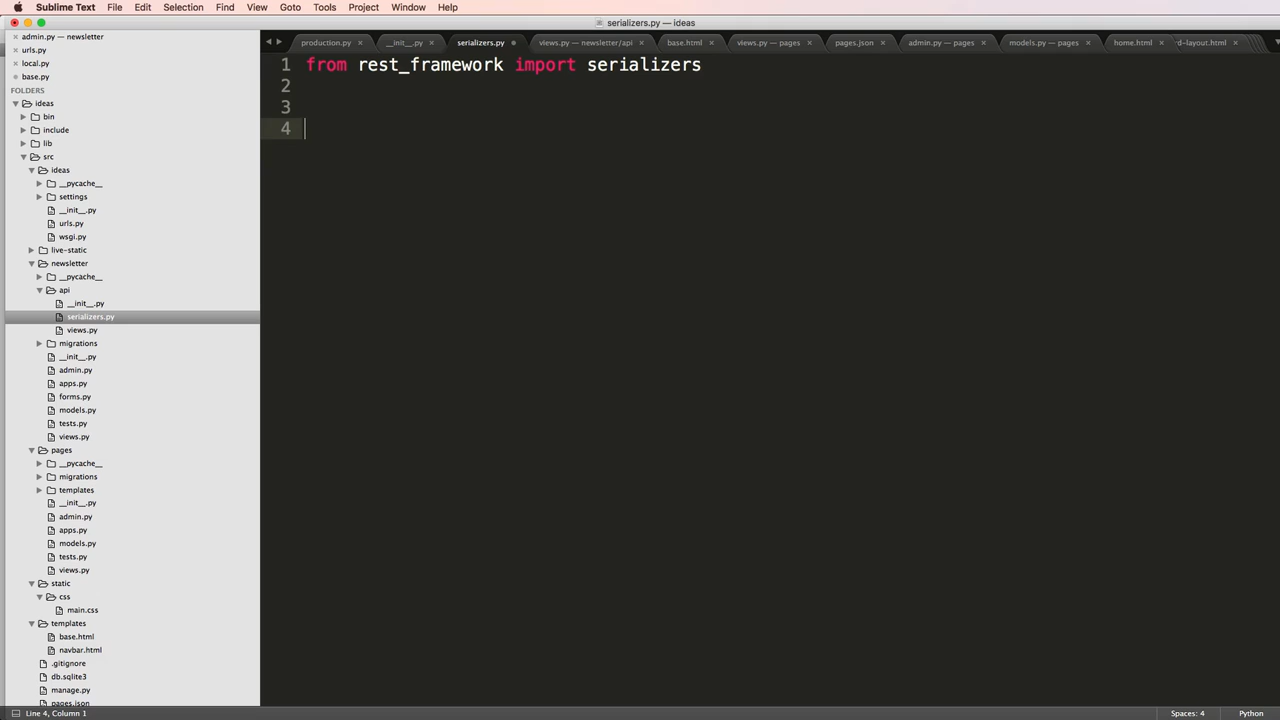 Sublime Text File Edit Selection Find View Goto Tools Project Window Help
serializers.py — ideas
admin.py — newsletter
urls.py
local.py
base.py
FOLDERS
ideas
bin
include
lib
src
ideas
__pycache__
settings
__init__.py
urls.py
wsgi.py
live-static
newsletter
__pycache__
api
__init__.py
serializers.py
views.py
migrations
__init__.py
admin.py
apps.py
forms.py
models.py
tests.py
views.py
pages
__pycache__
migrations
templates
__init__.py
admin.py
apps.py
models.py
tests.py
views.py
static
css
main.css
templates
base.html
navbar.html
.gitignore
db.sqlite3
manage.py
pages.json
production.py __init__.py serializers.py views.py — newsletter/api base.html views.py — pages pages.json admin.py — pages models.py — pages home.html rd-layout.html
1 from rest_framework import serializers
2
3
4
Line 4, Column 1 Spaces: 4 Python